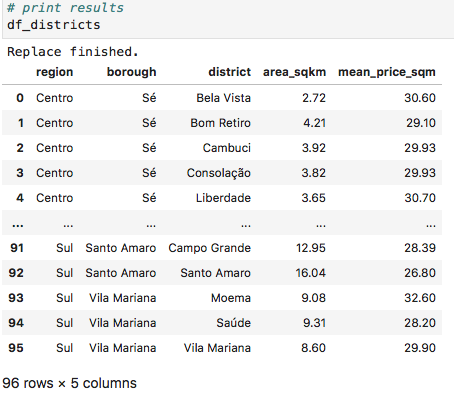 # print results
df_districts
Replace finished.
region borough district area_sqkm mean_price_sqm
0 Centro Sé Bela Vista 2.72 30.60
1 Centro Sé Bom Retiro 4.21 29.10
2 Centro Sé Cambuci 3.92 29.93
3 Centro Sé Consolação 3.82 29.93
4 Centro Sé Liberdade 3.65 30.70
... ... ... ... ... ...
91 Sul Santo Amaro Campo Grande 12.95 28.39
92 Sul Santo Amaro Santo Amaro 16.04 26.80
93 Sul Vila Mariana Moema 9.08 32.60
94 Sul Vila Mariana Saúde 9.31 28.20
95 Sul Vila Mariana Vila Mariana 8.60 29.90
96 rows × 5 columns